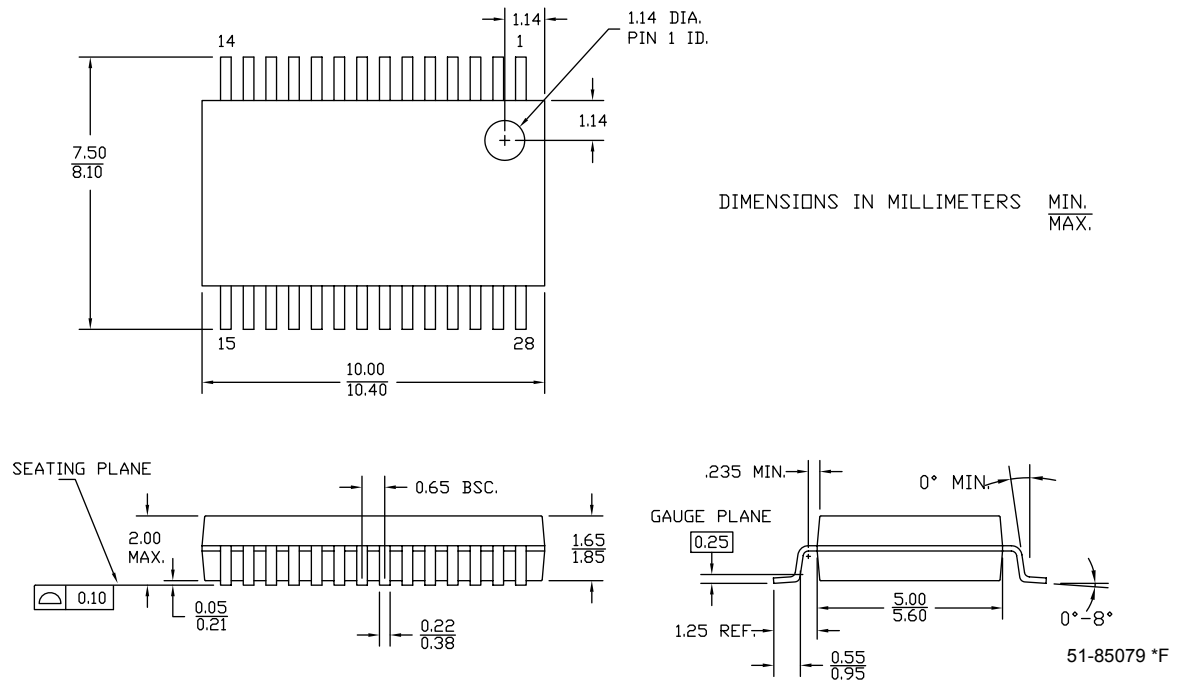 1.14
1.14 DIA.
PIN 1 ID.
14
1
1.14
7.50
8.10
DIMENSIONS IN MILLIMETERS
MIN.
MAX.
15
28
10.00
10.40
SEATING PLANE
0.65 BSC.
2.00
MAX.
1.65
1.85
0.10
0.05
0.21
0.22
0.38
.235 MIN.
0° MIN.
GAUGE PLANE
0.25
5.00
5.60
1.25 REF.
0°-8°
0.55
0.95
51-85079 *F